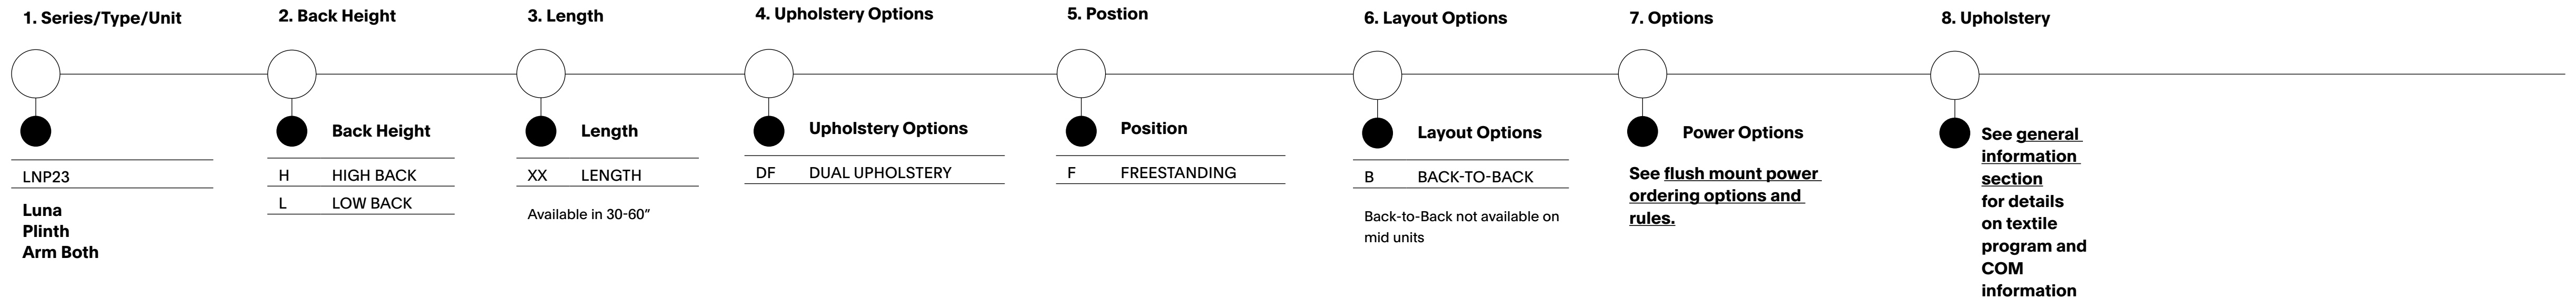 1. Series/Type/Unit
LNP23
Luna
Plinth
Arm Both
2. Back Height
Back Height
H HIGH BACK
L LOW BACK
3. Length
Length
XX LENGTH
Available in 30-60”
4. Upholstery Options
Upholstery Options
DF DUAL UPHOLSTERY
5. Postion
Position
F FREESTANDING
6. Layout Options
Layout Options
B BACK-TO-BACK
Back-to-Back not available on
mid units
7. Options
Power Options
See flush mount power
ordering options and
rules.
8. Upholstery
See general
information
section
for details
on textile
program and
COM
information